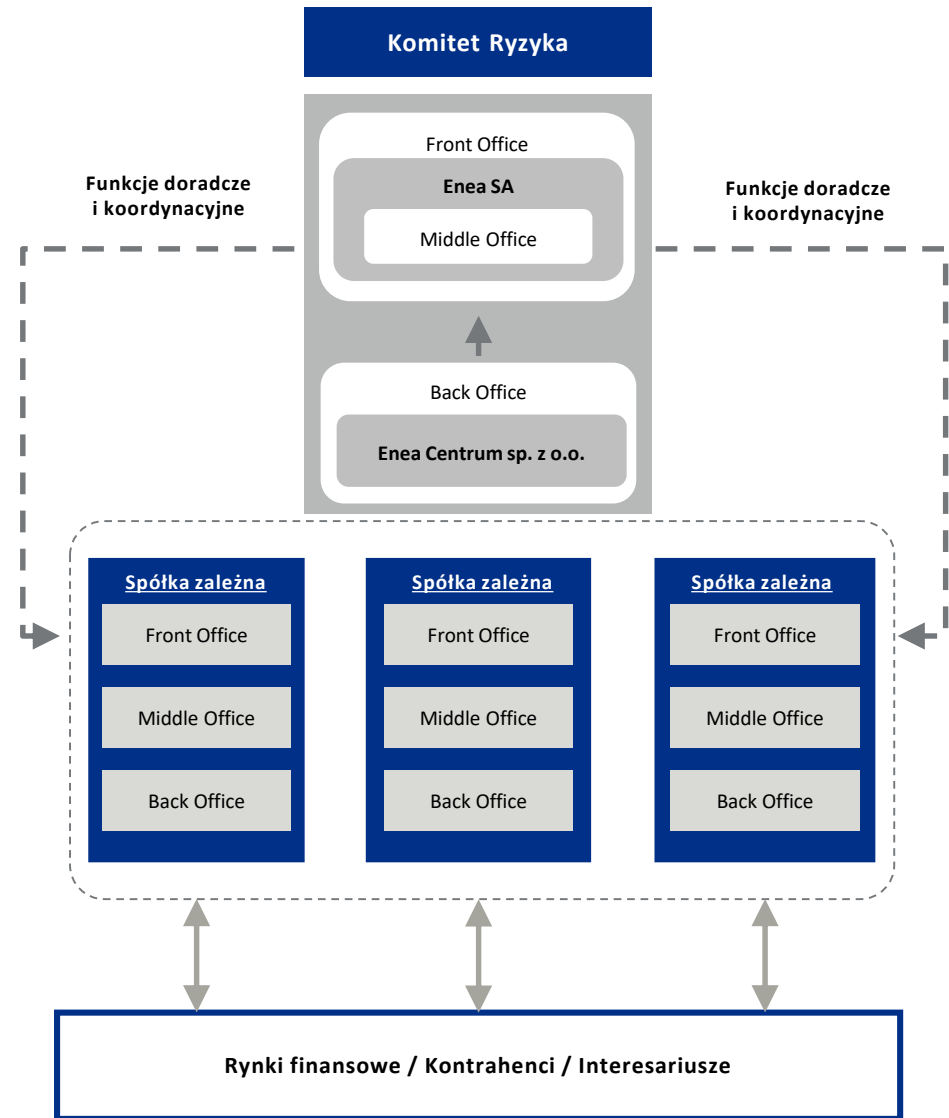 Komitet Ryzyka
Front Office
Enea SA
Middle Office
Funkcje doradcze
i koordynacyjne
Funkcje doradcze
i koordynacyjne
Back Office
Enea Centrum sp. z o.o.
Spółka zależna
Front Office
Middle Office
Back Office
Spółka zależna
Front Office
Middle Office
Back Office
Spółka zależna
Front Office
Middle Office
Back Office
Rynki finansowe / Kontrahenci / Interesariusze